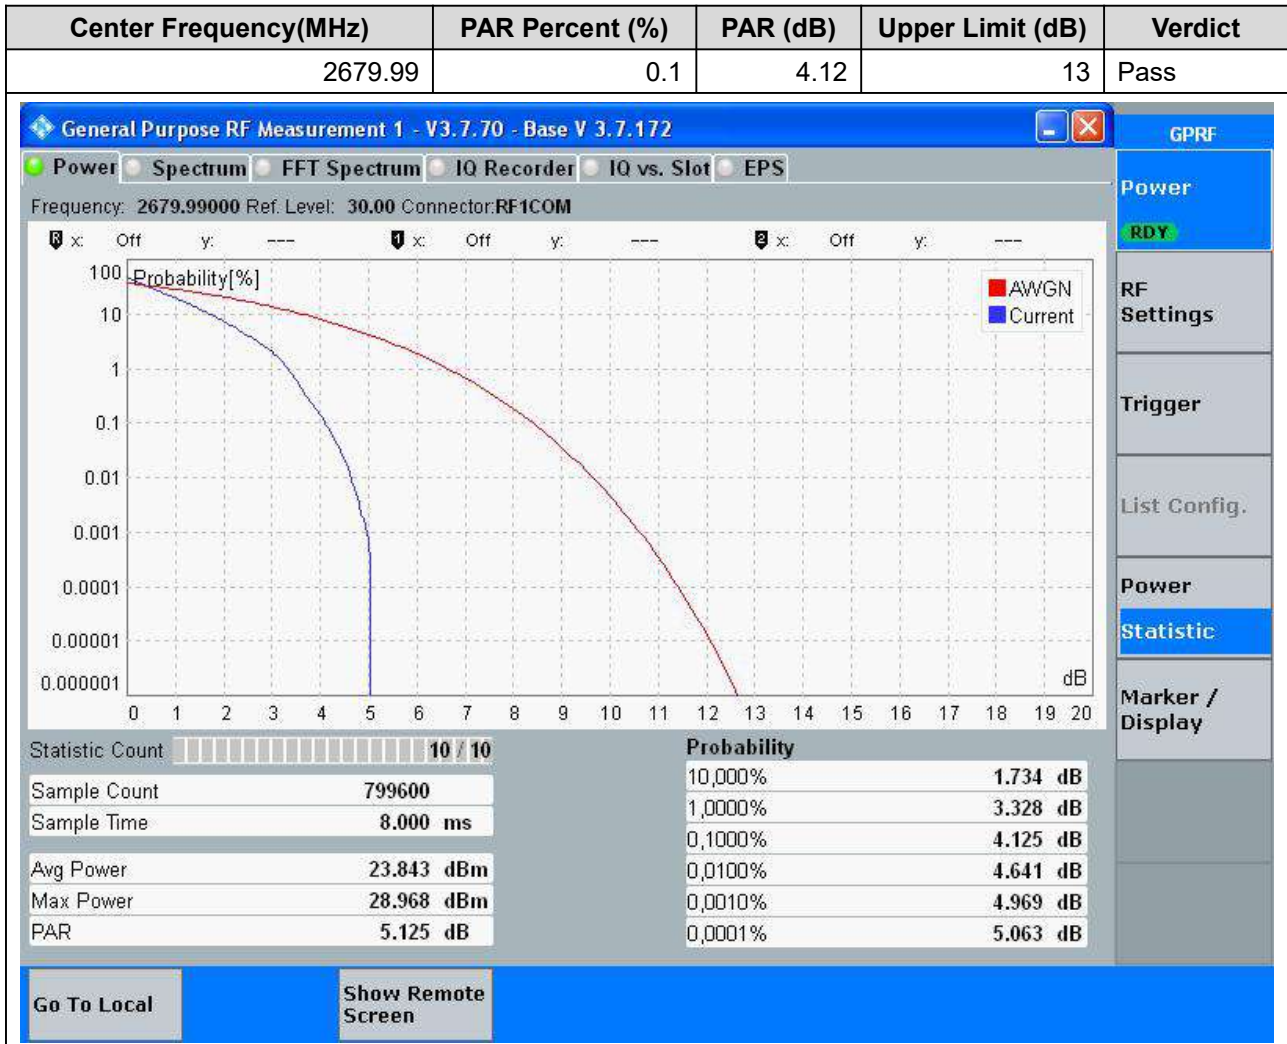 Center Frequency(MHz) PAR Percent (%) PAR (dB) Upper Limit (dB) Verdict
2679.99 0.1 4.12 13 Pass
General Purpose RF Measurement 1 - V3.7.70 - Base V 3.7.172
GPRF
Power Spectrum FFT Spectrum IQ Recorder IQ vs. Slot EPS
Frequency: 2679.99000 Ref. Level: 30.00 Connector:RF1COM
R x: Off y: --- 1 x: Off y: --- 2 x: Off y: ---
Probability[%]
AWGN
Current
100
10
1
0.1
0.01
0.001
0.0001
0.00001
0.000001
dB
0 1 2 3 4 5 6 7 8 9 10 11 12 13 14 15 16 17 18 19 20
Statistic Count 10 / 10
Sample Count 799600
Sample Time 8.000 ms
Avg Power 23.843 dBm
Max Power 28.968 dBm
PAR 5.125 dB
Probability
10,000% 1.734 dB
1,0000% 3.328 dB
0,1000% 4.125 dB
0,0100% 4.641 dB
0,0010% 4.969 dB
0,0001% 5.063 dB
Power
RDY
RF
Settings
Trigger
List Config.
Power
Statistic
Marker /
Display
Go To Local
Show Remote
Screen